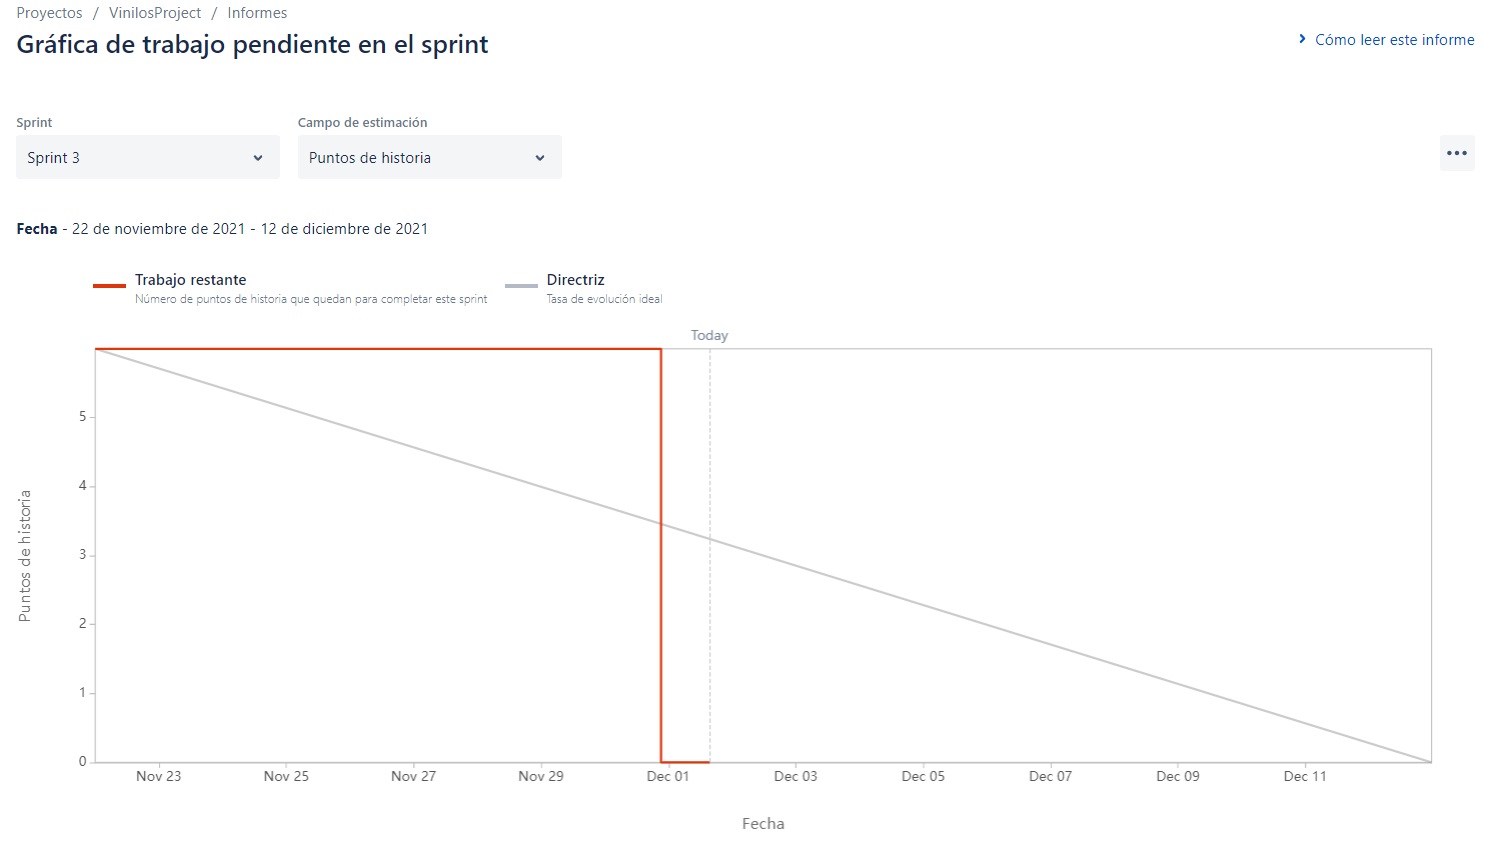 Proyectos / VinilosProject / Informes
Gráfica de trabajo pendiente en el sprint
Cómo leer este informe
Sprint
Campo de estimación
Sprint 3
Puntos de historia
Fecha - 22 de noviembre de 2021 - 12 de diciembre de 2021
Trabajo restante
Número de puntos de historia que quedan para completar este sprint
Directriz
Tasa de evolución ideal
Today
5
4
3
2
1
0
Puntos de historia
Nov 23
Nov 25
Nov 27
Nov 29
Dec 01
Dec 03
Dec 05
Dec 07
Dec 09
Dec 11
Fecha